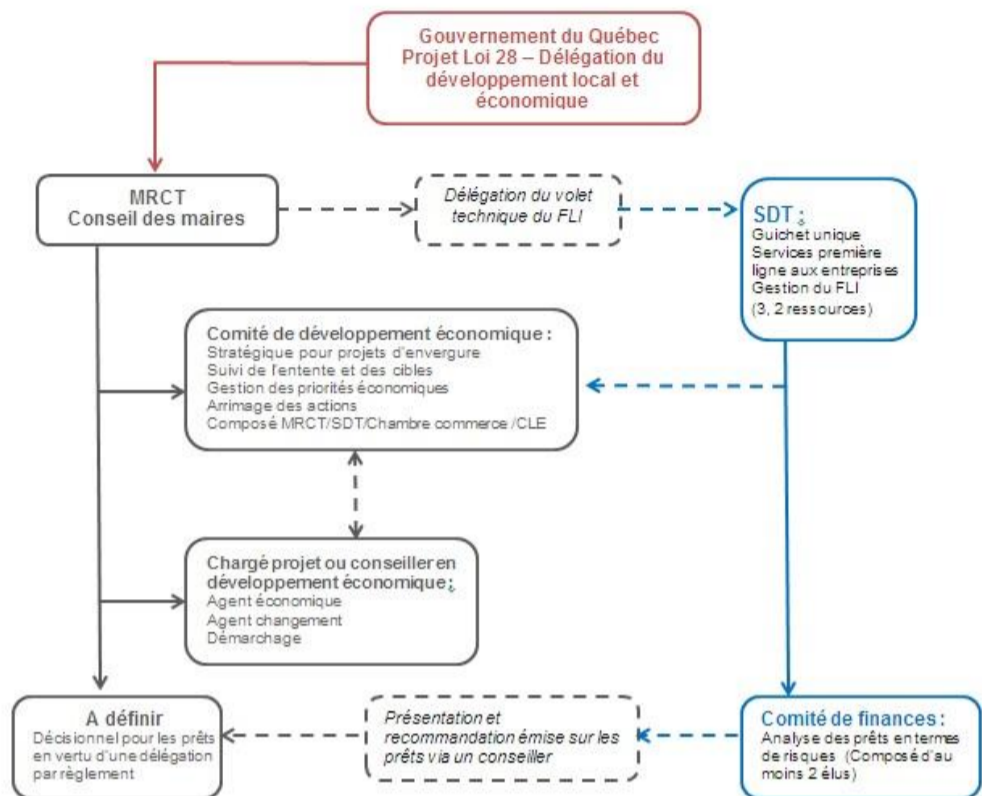 Gouvernement du Québec
Projet Loi 28 – Délégation du
développement local et
économique
MRCT
Conseil des maires
Délégation du volet
technique du FLI
SDT :
Guichet unique
Services première
ligne aux entreprises
Gestion du FLI
(3, 2 ressources)
Comité de développement économique :
Stratégique pour projets d'envergure
Suivi de l'entente et des cibles
Gestion des priorités économiques
Arrimage des actions
Composé MRCT/SDT/Chambre commerce /CLE
Chargé projet ou conseiller en
développement économique :
Agent économique
Agent changement
Démarchage
A définir
Décisionnel pour les prêts
en vertu d'une délégation
par règlement
Présentation et
recommandation émise sur les
prêts via un conseiller
Comité de finances :
Analyse des prêts en termes
de risques (Composé d'au
moins 2 élus)